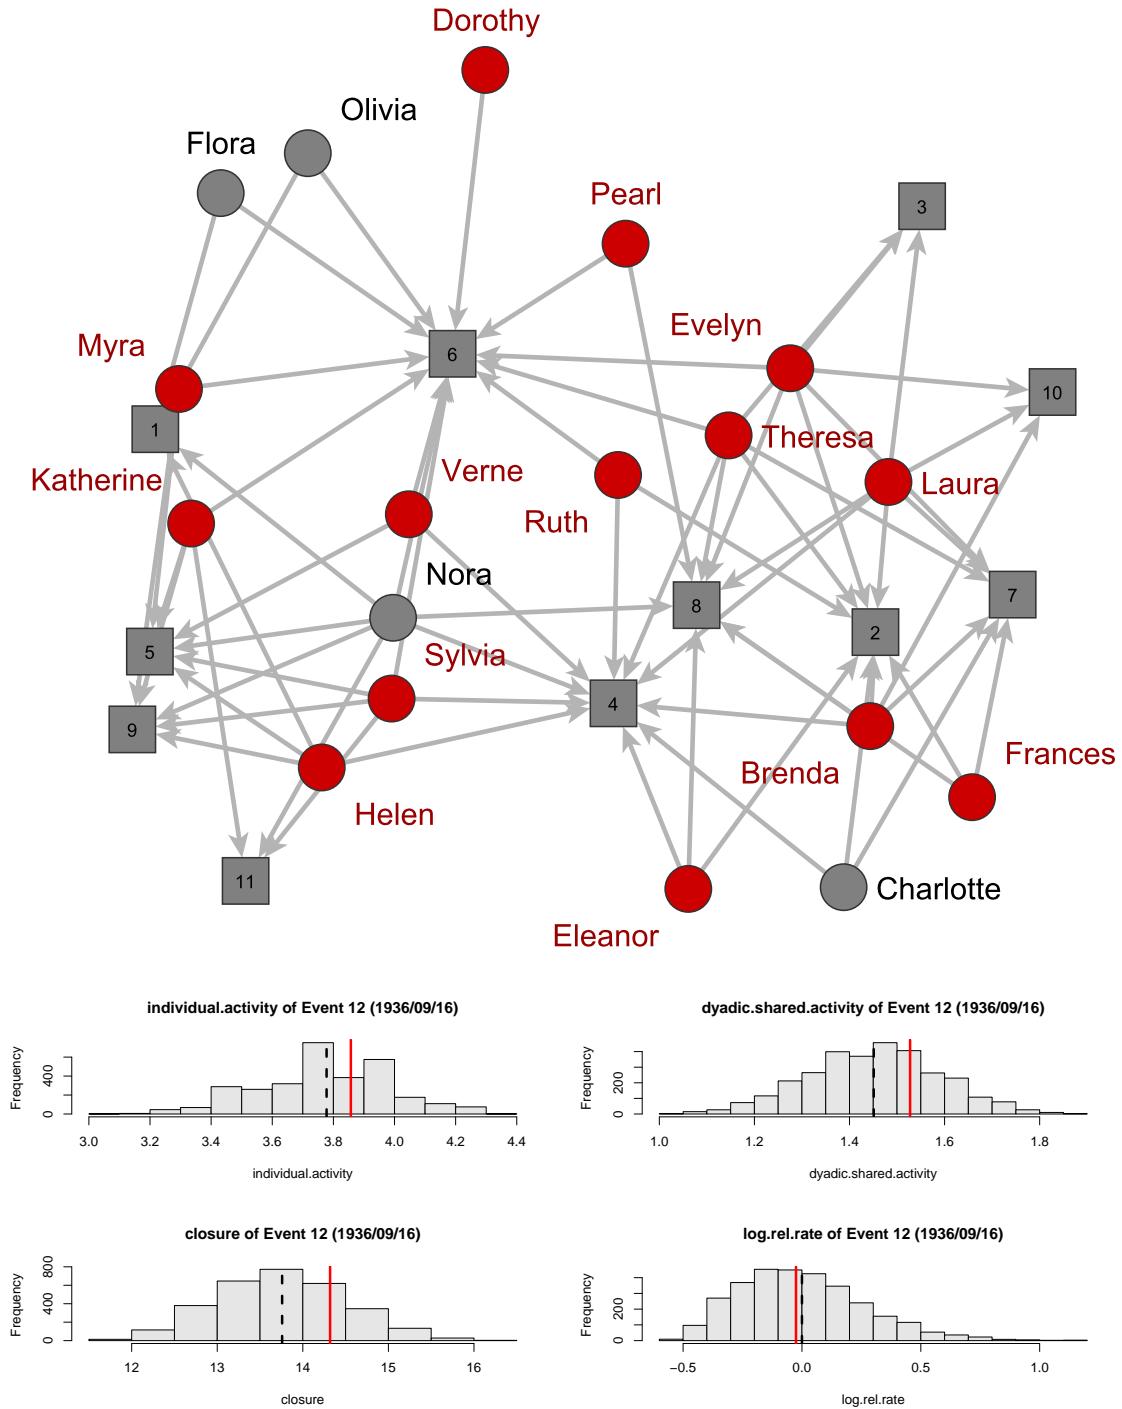 Dorothy
Olivia
Flora
Pearl
3
Evelyn
Myra
6
10
1
Theresa
Katherine
Verne
Laura
Ruth
Nora
7
8
2
5
Sylvia
4
9
Frances
Brenda
Helen
11
Charlotte
Eleanor
individual.activity of Event 12 (1936/09/16)
Frequency
0
400
3.0 3.2 3.4 3.6 3.8 4.0 4.2 4.4
individual.activity
dyadic.shared.activity of Event 12 (1936/09/16)
Frequency
0
200
1.0 1.2 1.4 1.6 1.8
dyadic.shared.activity
closure of Event 12 (1936/09/16)
Frequency
0
400
800
12 13 14 15 16
closure
log.rel.rate of Event 12 (1936/09/16)
Frequency
0
200
−0.5 0.0 0.5 1.0
log.rel.rate